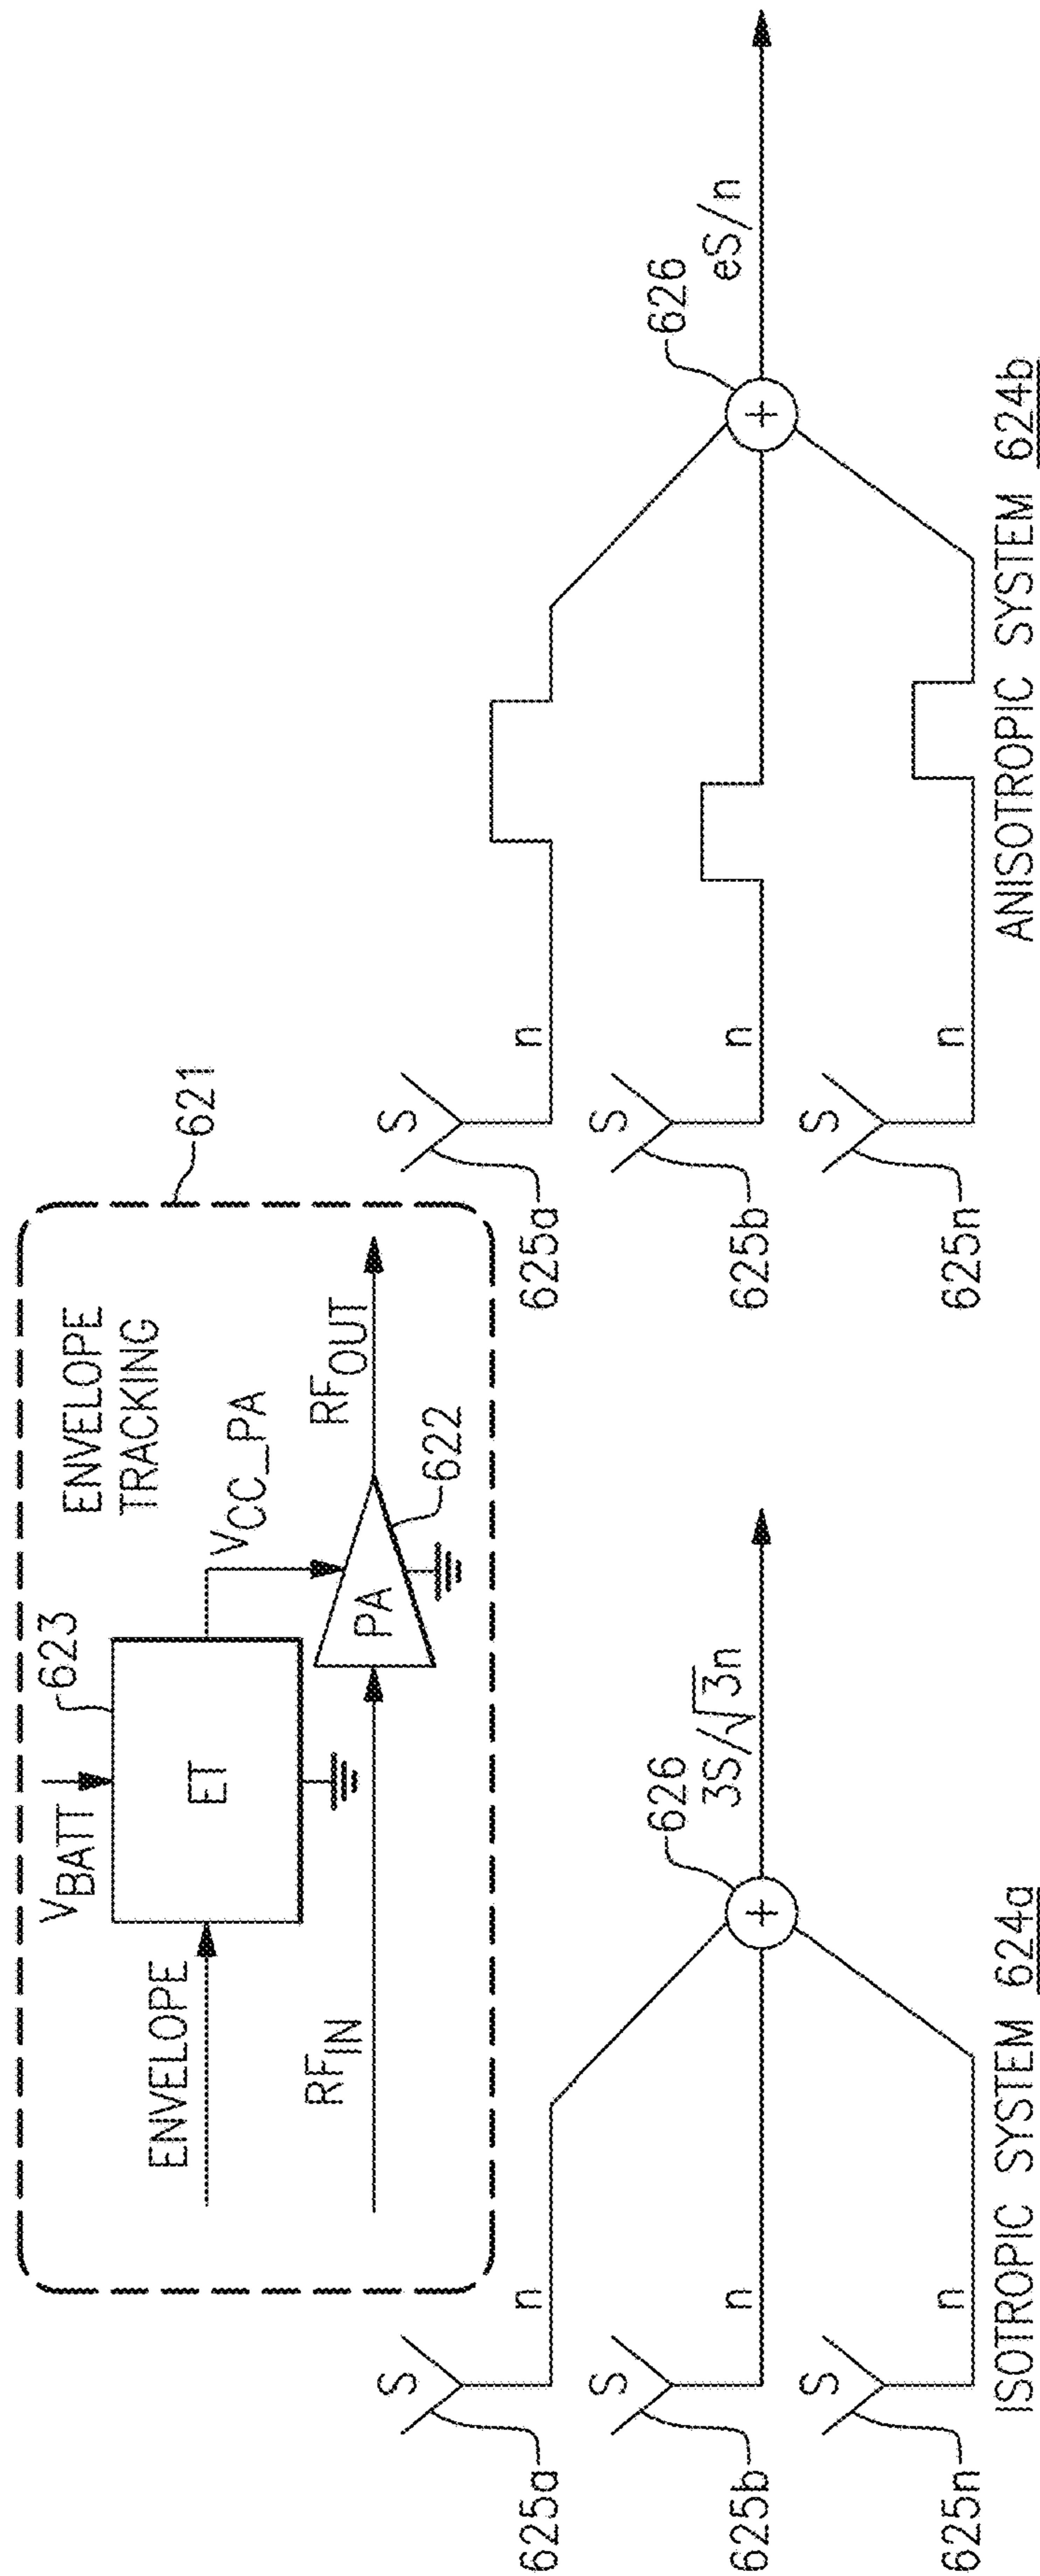 ENVELOPE
TRACKING
621
V_BATT
623
ENVELOPE
ET
V_CC_PA
RF_IN
PA
RF_OUT
622
S
n
625a
S
n
625b
S
n
625n
626
3S/√3n
ISOTROPIC SYSTEM 624a
S
n
625a
S
n
625b
S
n
625n
626
eS/n
ANISOTROPIC SYSTEM 624b